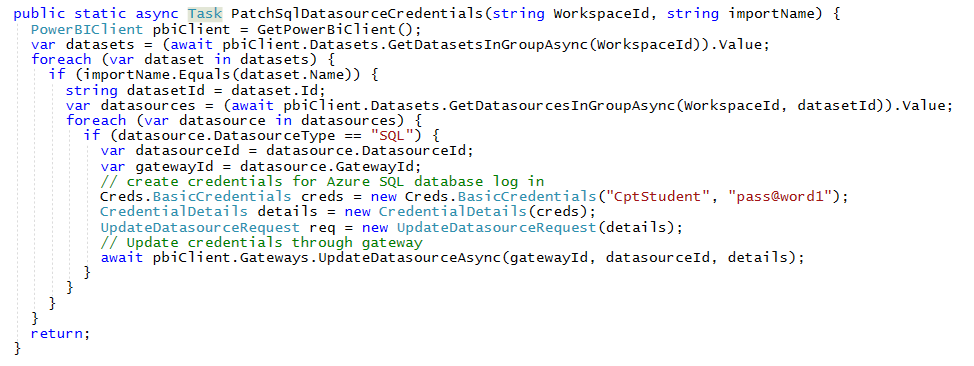 public static async Task PatchSqlDatasourceCredentials(string WorkspaceId, string importName) {
  PowerBIClient pbiClient = GetPowerBiClient();
  var datasets = (await pbiClient.Datasets.GetDatasetsInGroupAsync(WorkspaceId)).Value;
  foreach (var dataset in datasets) {
    if (importName.Equals(dataset.Name)) {
      string datasetId = dataset.Id;
      var datasources = (await pbiClient.Datasets.GetDatasourcesInGroupAsync(WorkspaceId, datasetId)).Value;
      foreach (var datasource in datasources) {
        if (datasource.DatasourceType == "SQL") {
          var datasourceId = datasource.DatasourceId;
          var gatewayId = datasource.GatewayId;
          // create credentials for Azure SQL database log in
          Creds.BasicCredentials creds = new Creds.BasicCredentials("CptStudent", "pass@word1");
          CredentialDetails details = new CredentialDetails(creds);
          UpdateDatasourceRequest req = new UpdateDatasourceRequest(details);
          // Update credentials through gateway
          await pbiClient.Gateways.UpdateDatasourceAsync(gatewayId, datasourceId, details);
        }
      }
    }
  }
  return;
}